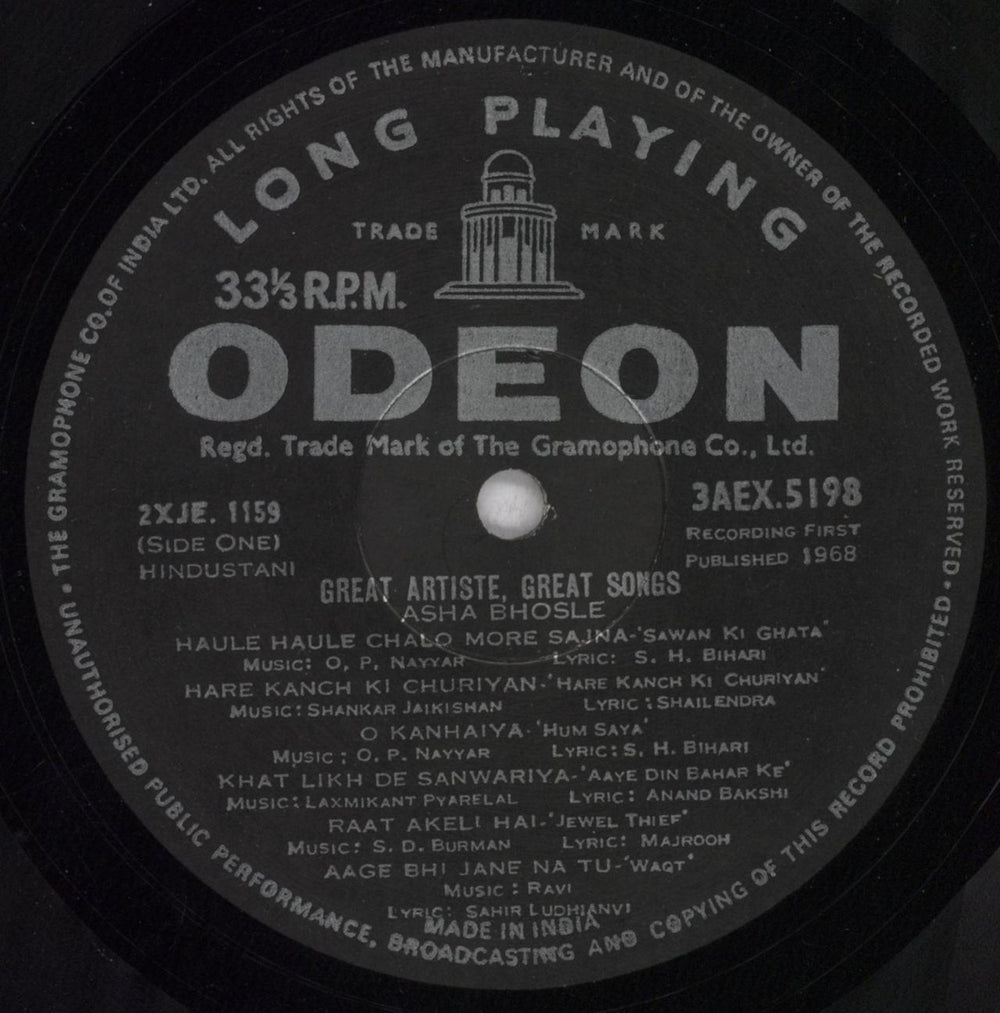 THE GRAMOPHONE CO. OF INDIA LTD. ALL RIGHTS OF THE MANUFACTURER AND OF THE OWNER OF THE RECORDED WORK RESERVED · UNAUTHORISED PUBLIC PERFORMANCE, BROADCASTING AND COPYING OF THIS RECORD PROHIBITED ·
LONG PLAYING
TRADE MARK
33⅓ R.P.M.
ODEON
Regd. Trade Mark of The Gramophone Co., Ltd.
2XJE. 1159
(SIDE ONE)
HINDUSTANI
3AEX.5198
RECORDING FIRST
PUBLISHED 1968
GREAT ARTISTE, GREAT SONGS
ASHA BHOSLE
HAULE HAULE CHALO MORE SAJNA-'SAWAN KI GHATA'
MUSIC: O. P. NAYYAR LYRIC: S. H. BIHARI
HARE KANCH KI CHURIYAN-'HARE KANCH KI CHURIYAN'
MUSIC: SHANKAR JAIKISHAN LYRIC: SHAILENDRA
O KANHAIYA-'HUM SAYA'
MUSIC: O. P. NAYYAR LYRIC: S. H. BIHARI
KHAT LIKH DE SANWARIYA-'AAYE DIN BAHAR KE'
MUSIC: LAXMIKANT PYARELAL LYRIC: ANAND BAKSHI
RAAT AKELI HAI-'JEWEL THIEF'
MUSIC: S. D. BURMAN LYRIC: MAJROOH
AAGE BHI JANE NA TU-'WAQT'
MUSIC: RAVI
LYRIC: SAHIR LUDHIANVI
MADE IN INDIA